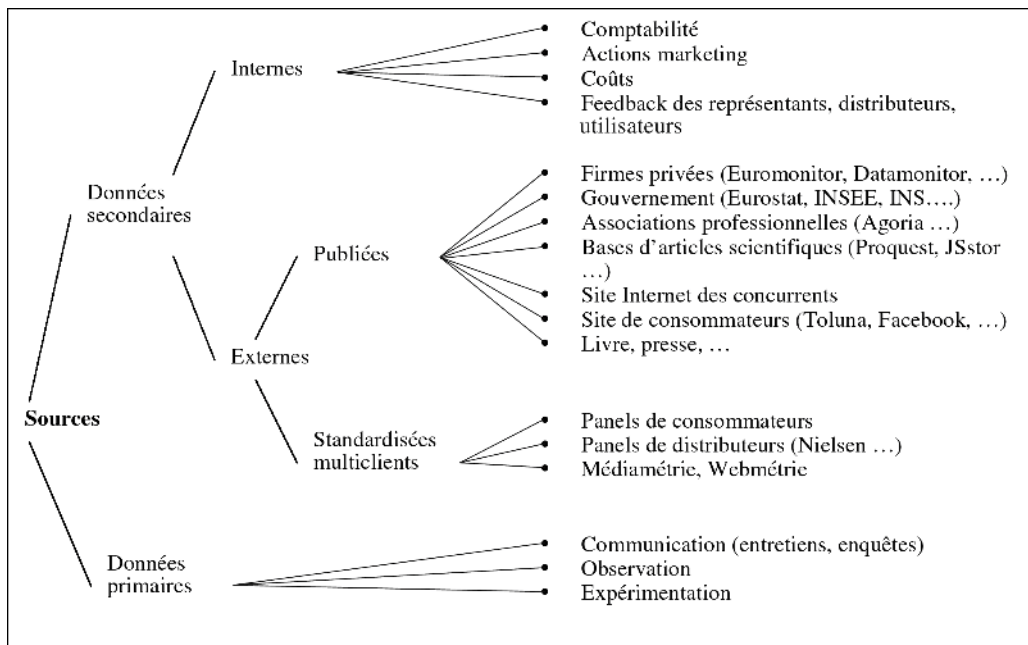 Comptabilité
Actions marketing
Internes
Coûts
Feedback des représentants, distributeurs,
utilisateurs
Données
secondaires
Firmes privées (Euromonitor, Datamonitor, …)
Gouvernement (Eurostat, INSEE, INS….)
Associations professionnelles (Agoria …)
Publiées
Bases d'articles scientifiques (Proquest, JSstor
…)
Site Internet des concurrents
Site de consommateurs (Toluna, Facebook, …)
Livre, presse, …
Externes
Sources
Standardisées
multiclients
Panels de consommateurs
Panels de distributeurs (Nielsen …)
Médiamétrie, Webmétric
Données
primaires
Communication (entretiens, enquêtes)
Observation
Expérimentation